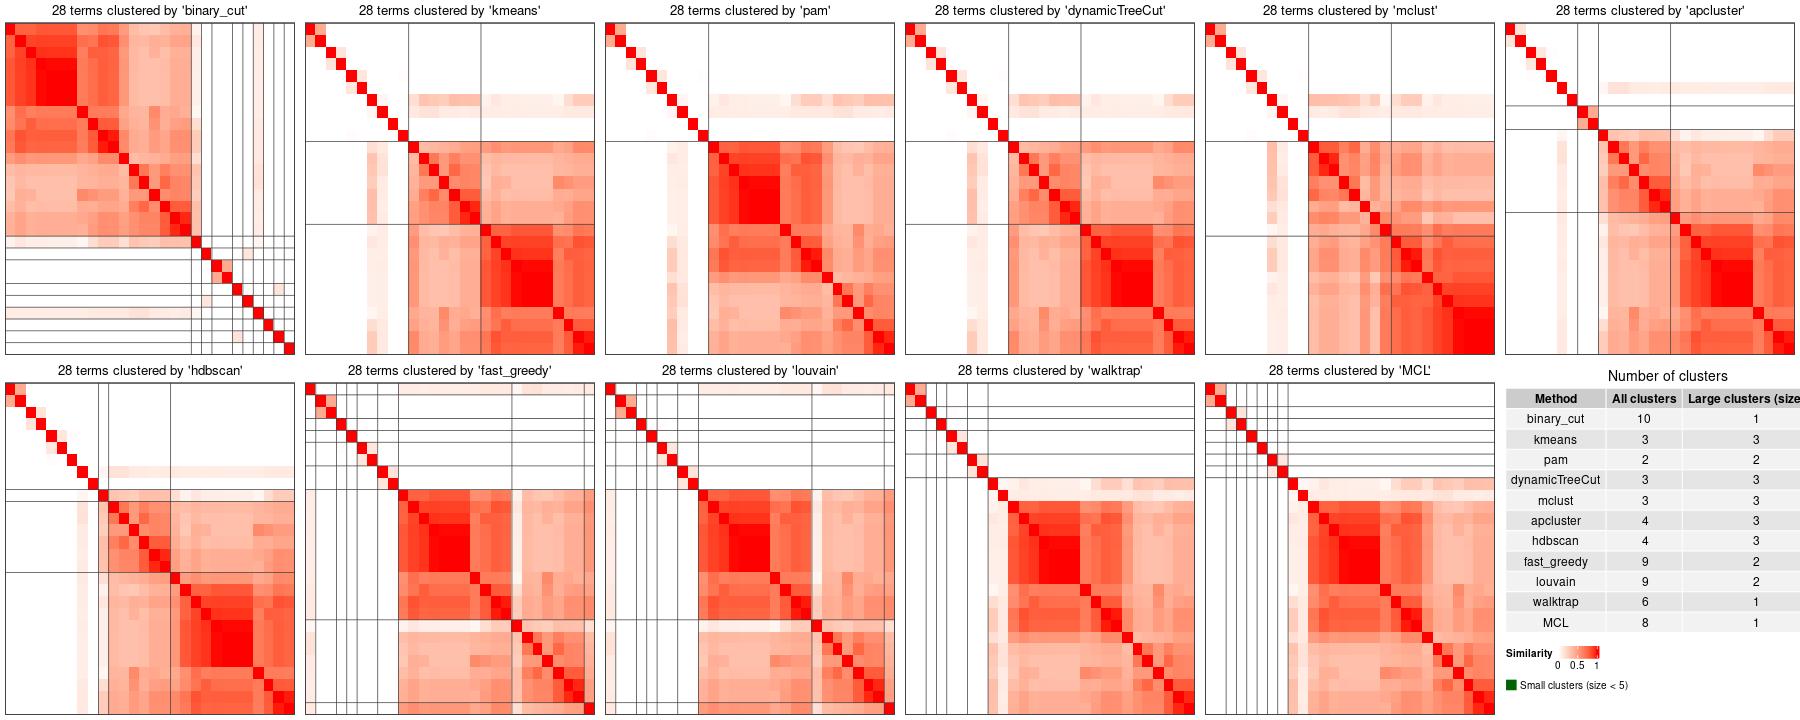 28 terms clustered by 'binary_cut'
28 terms clustered by 'kmeans'
28 terms clustered by 'pam'
28 terms clustered by 'dynamicTreeCut'
28 terms clustered by 'mclust'
28 terms clustered by 'apcluster'
28 terms clustered by 'hdbscan'
28 terms clustered by 'fast_greedy'
28 terms clustered by 'louvain'
28 terms clustered by 'walktrap'
28 terms clustered by 'MCL'
Number of clusters
Method All clusters Large clusters (size
binary_cut 10 1
kmeans 3 3
pam 2 2
dynamicTreeCut 3 3
mclust 3 3
apcluster 4 3
hdbscan 4 3
fast_greedy 9 2
louvain 9 2
walktrap 6 1
MCL 8 1
Similarity
0 0.5 1
Small clusters (size < 5)